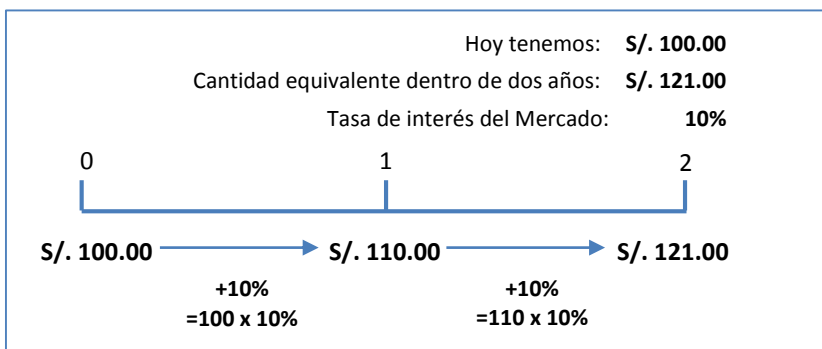 Hoy tenemos: S/. 100.00
Cantidad equivalente dentro de dos años: S/. 121.00
Tasa de interés del Mercado: 10%
0 1 2
S/. 100.00 S/. 110.00 S/. 121.00
+10% +10%
=100 x 10% =110 x 10%